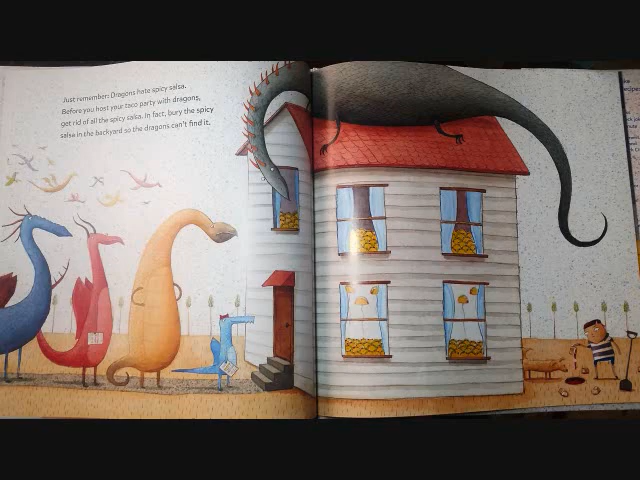 Just remember: Dragons hate spicy salsa.
Before you host your taco party with dragons,
get rid of all the spicy salsa. In fact, bury the spicy
salsa in the backyard so the dragons can't find it.